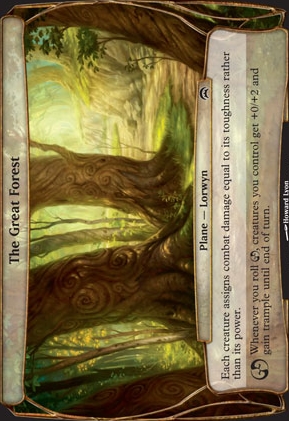 The Great Forest
Plane — Lorwyn
Each creature assigns combat damage equal to its toughness rather
than its power.
Whenever you roll , creatures you control get +0/+2 and
gain trample until end of turn.
Howard Lyon